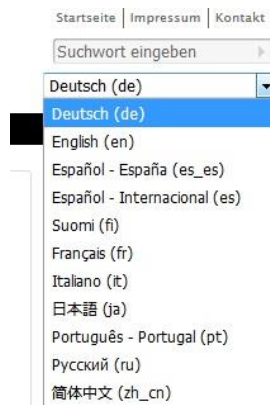 Startseite | Impressum | Kontakt
Suchwort eingeben
Deutsch (de)
Deutsch (de)
English (en)
Español - España (es_es)
Español - Internacional (es)
Suomi (fi)
Français (fr)
Italiano (it)
日本語 (ja)
Português - Portugal (pt)
Русский (ru)
简体中文 (zh_cn)